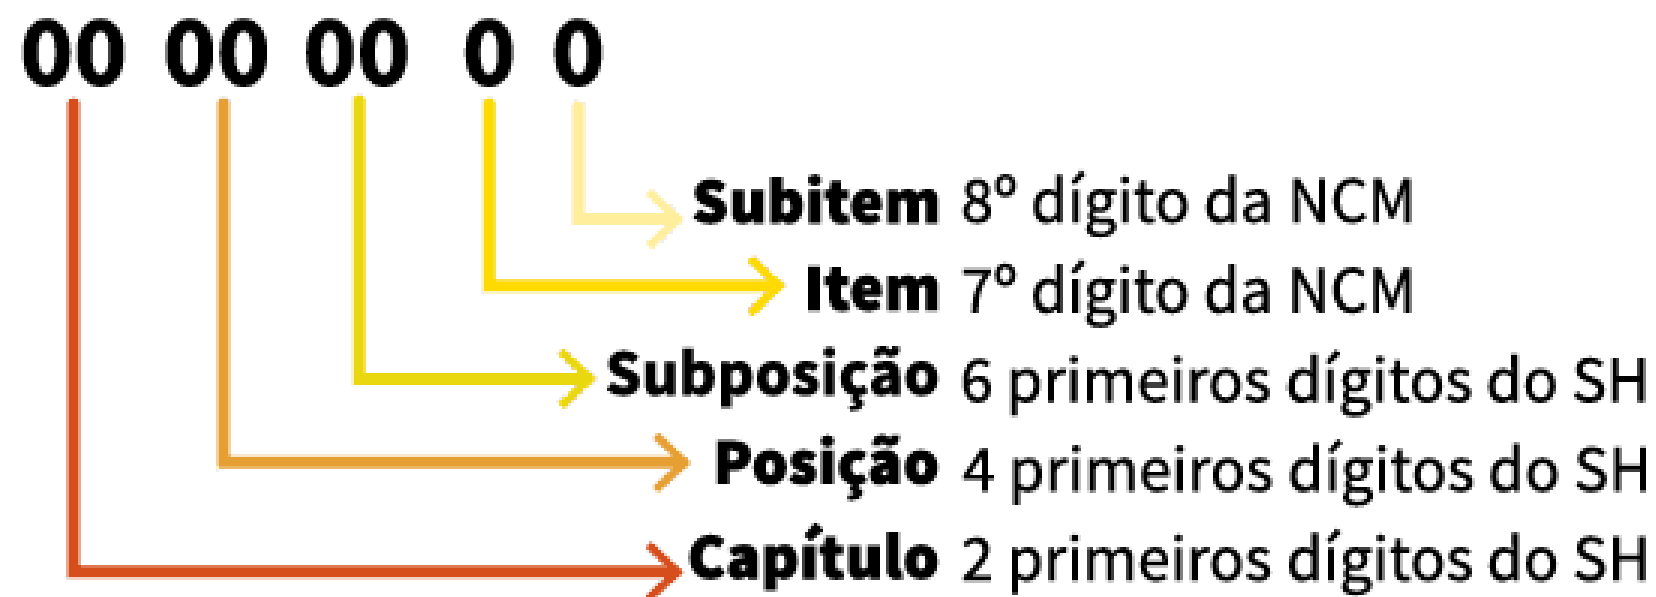 00 00 00 0 0
Subitem 8º dígito da NCM
Item 7º dígito da NCM
Subposição 6 primeiros dígitos do SH
Posição 4 primeiros dígitos do SH
Capítulo 2 primeiros dígitos do SH